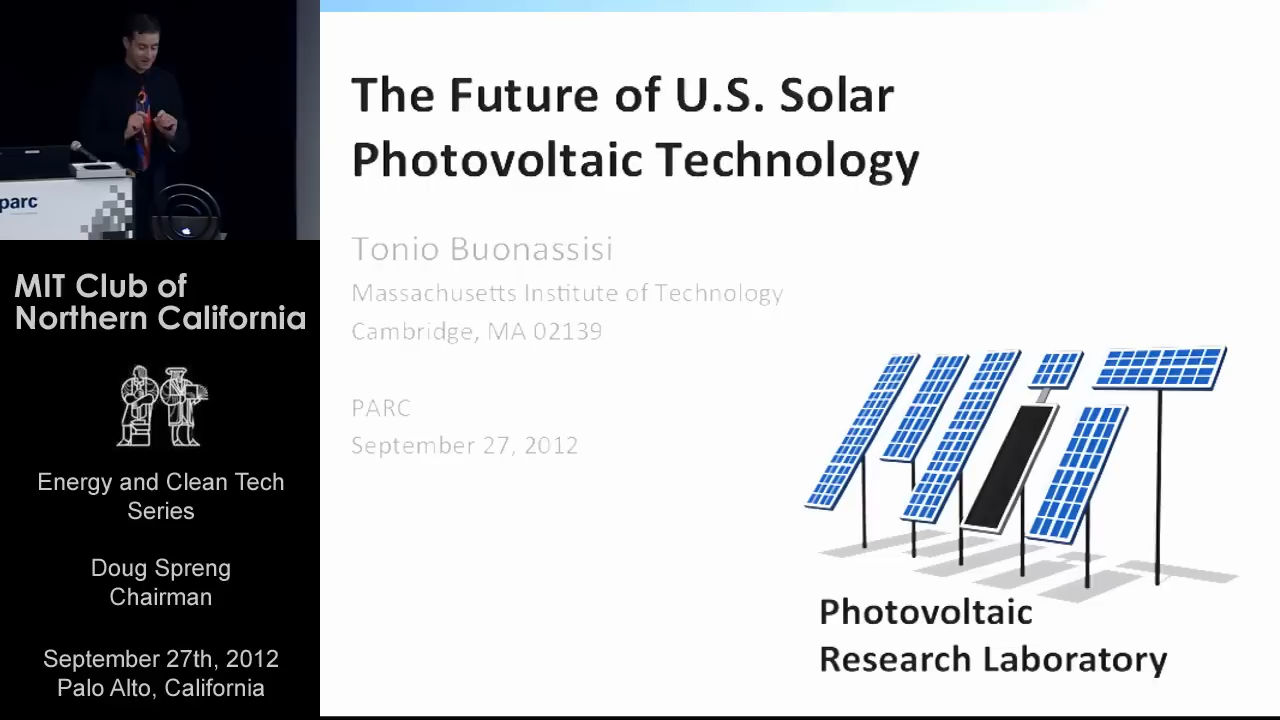 parc
MIT Club of
Northern California
Energy and Clean Tech
Series
Doug Spreng
Chairman
September 27th, 2012
Palo Alto, California
The Future of U.S. Solar
Photovoltaic Technology
Tonio Buonassisi
Massachusetts Institute of Technology
Cambridge, MA 02139
PARC
September 27, 2012
Photovoltaic
Research Laboratory